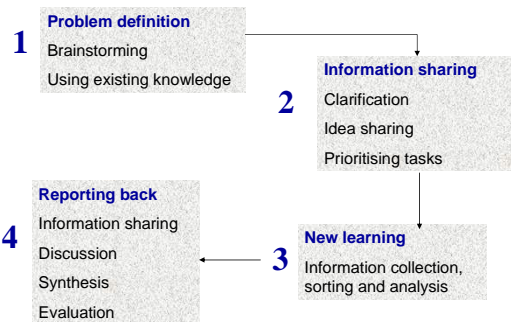 1
Problem definition
Brainstorming
Using existing knowledge
2
Information sharing
Clarification
Idea sharing
Prioritising tasks
3
New learning
Information collection,
sorting and analysis
4
Reporting back
Information sharing
Discussion
Synthesis
Evaluation